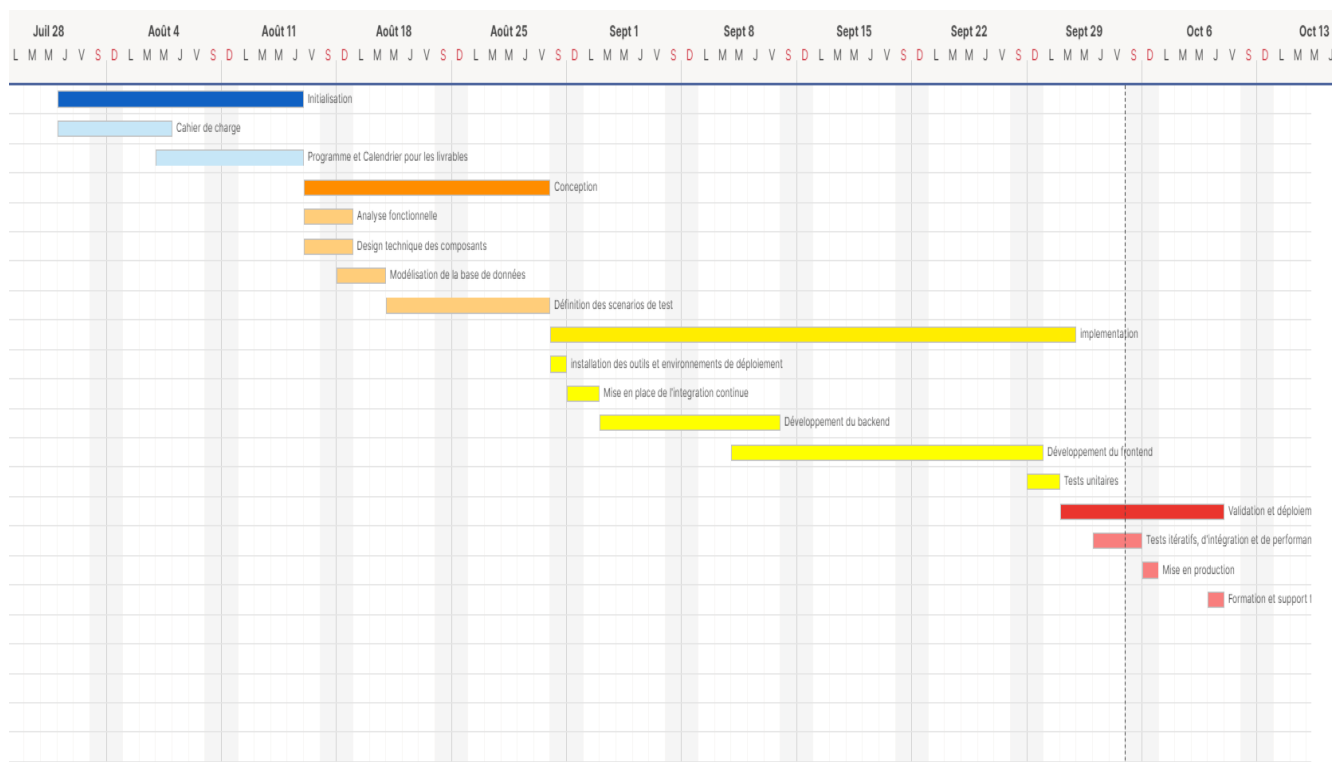 Juil 28 Août 4 Août 11 Août 18 Août 25 Sept 1 Sept 8 Sept 15 Sept 22 Sept 29 Oct 6 Oct 13
L M M J V S D L M M J V S D L M M J V S D L M M J V S D L M M J V S D L M M J V S D L M M J V S D L M M J V S D L M M J V S D L M M J V S D L M M J V S D L M M J
Initialisation
Cahier de charge
Programme et Calendrier pour les livrables
Conception
Analyse fonctionnelle
Design technique des composants
Modélisation de la base de données
Définition des scenarios de test
implementation
installation des outils et environnements de déploiement
Mise en place de l'integration continue
Développement du backend
Développement du frontend
Tests unitaires
Validation et déploiem
Tests itératifs, d'intégration et de performan
Mise en production
Formation et support